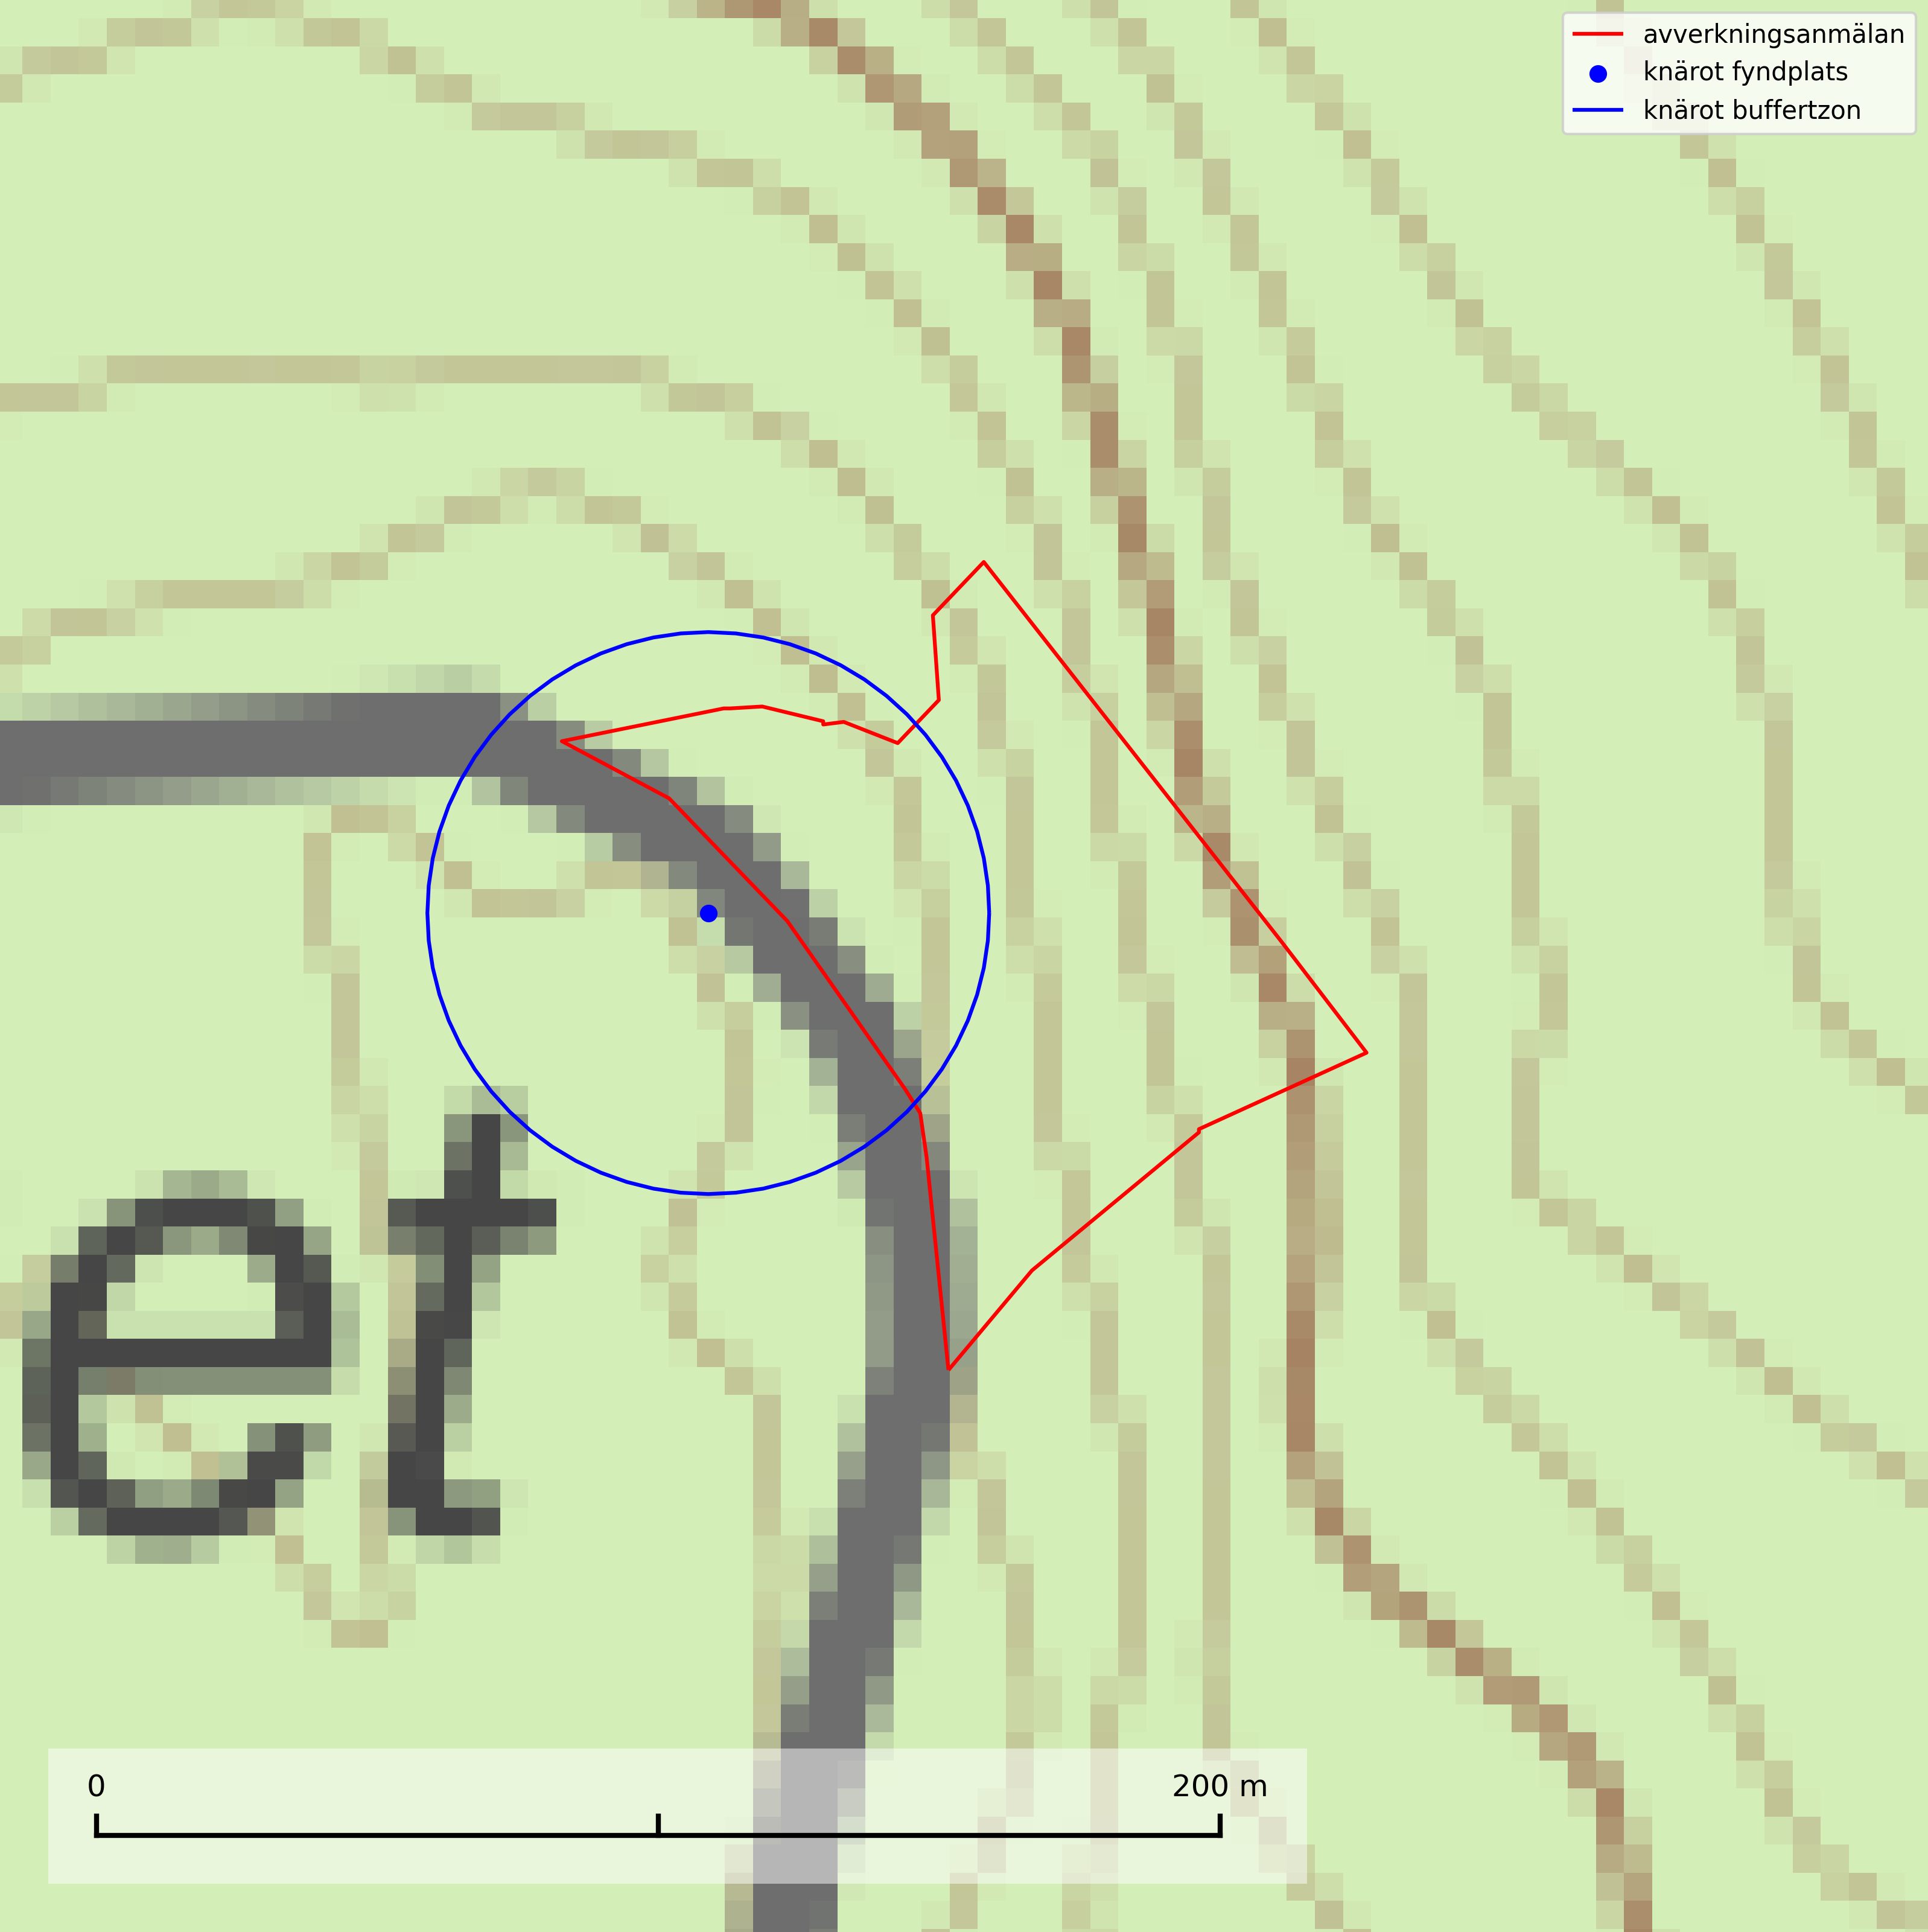 avverkningsanmälan
knärot fyndplats
knärot buffertzon
et
0 200 m